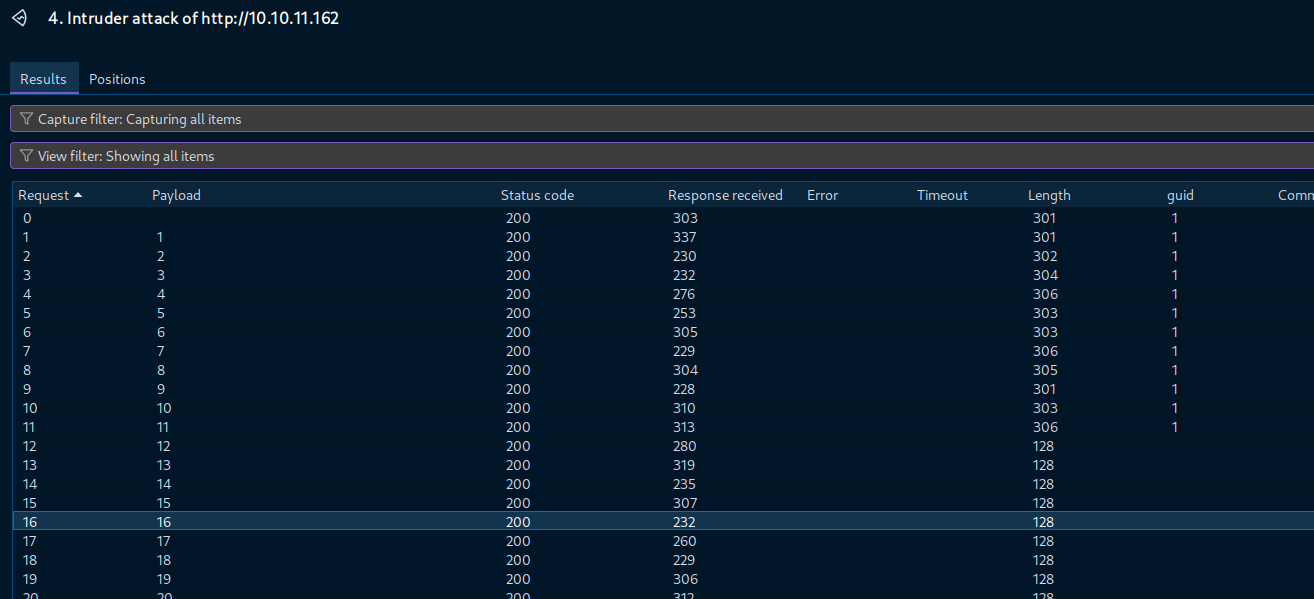 4. Intruder attack of http://10.10.11.162
Results Positions
Capture filter: Capturing all items
View filter: Showing all items
Request Payload Status code Response received Error Timeout Length guid Comm
0 200 303 301 1
1 1 200 337 301 1
2 2 200 230 302 1
3 3 200 232 304 1
4 4 200 276 306 1
5 5 200 253 303 1
6 6 200 305 303 1
7 7 200 229 306 1
8 8 200 304 305 1
9 9 200 228 301 1
10 10 200 310 303 1
11 11 200 313 306 1
12 12 200 280 128
13 13 200 319 128
14 14 200 235 128
15 15 200 307 128
16 16 200 232 128
17 17 200 260 128
18 18 200 229 128
19 19 200 306 128
20 20 200 312 128